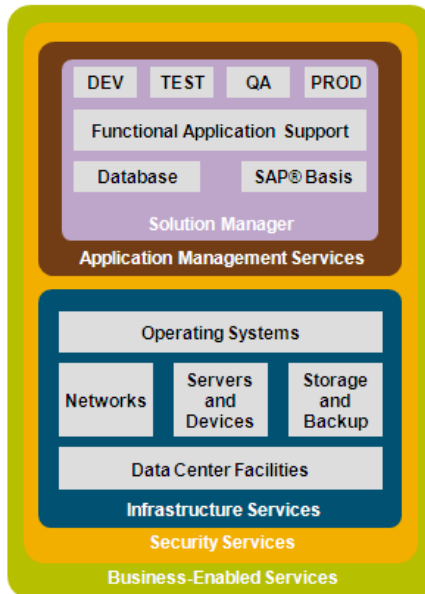 DEV TEST QA PROD
Functional Application Support
Database SAP® Basis
Solution Manager
Application Management Services
Operating Systems
Networks Servers and Devices Storage and Backup
Data Center Facilities
Infrastructure Services
Security Services
Business-Enabled Services